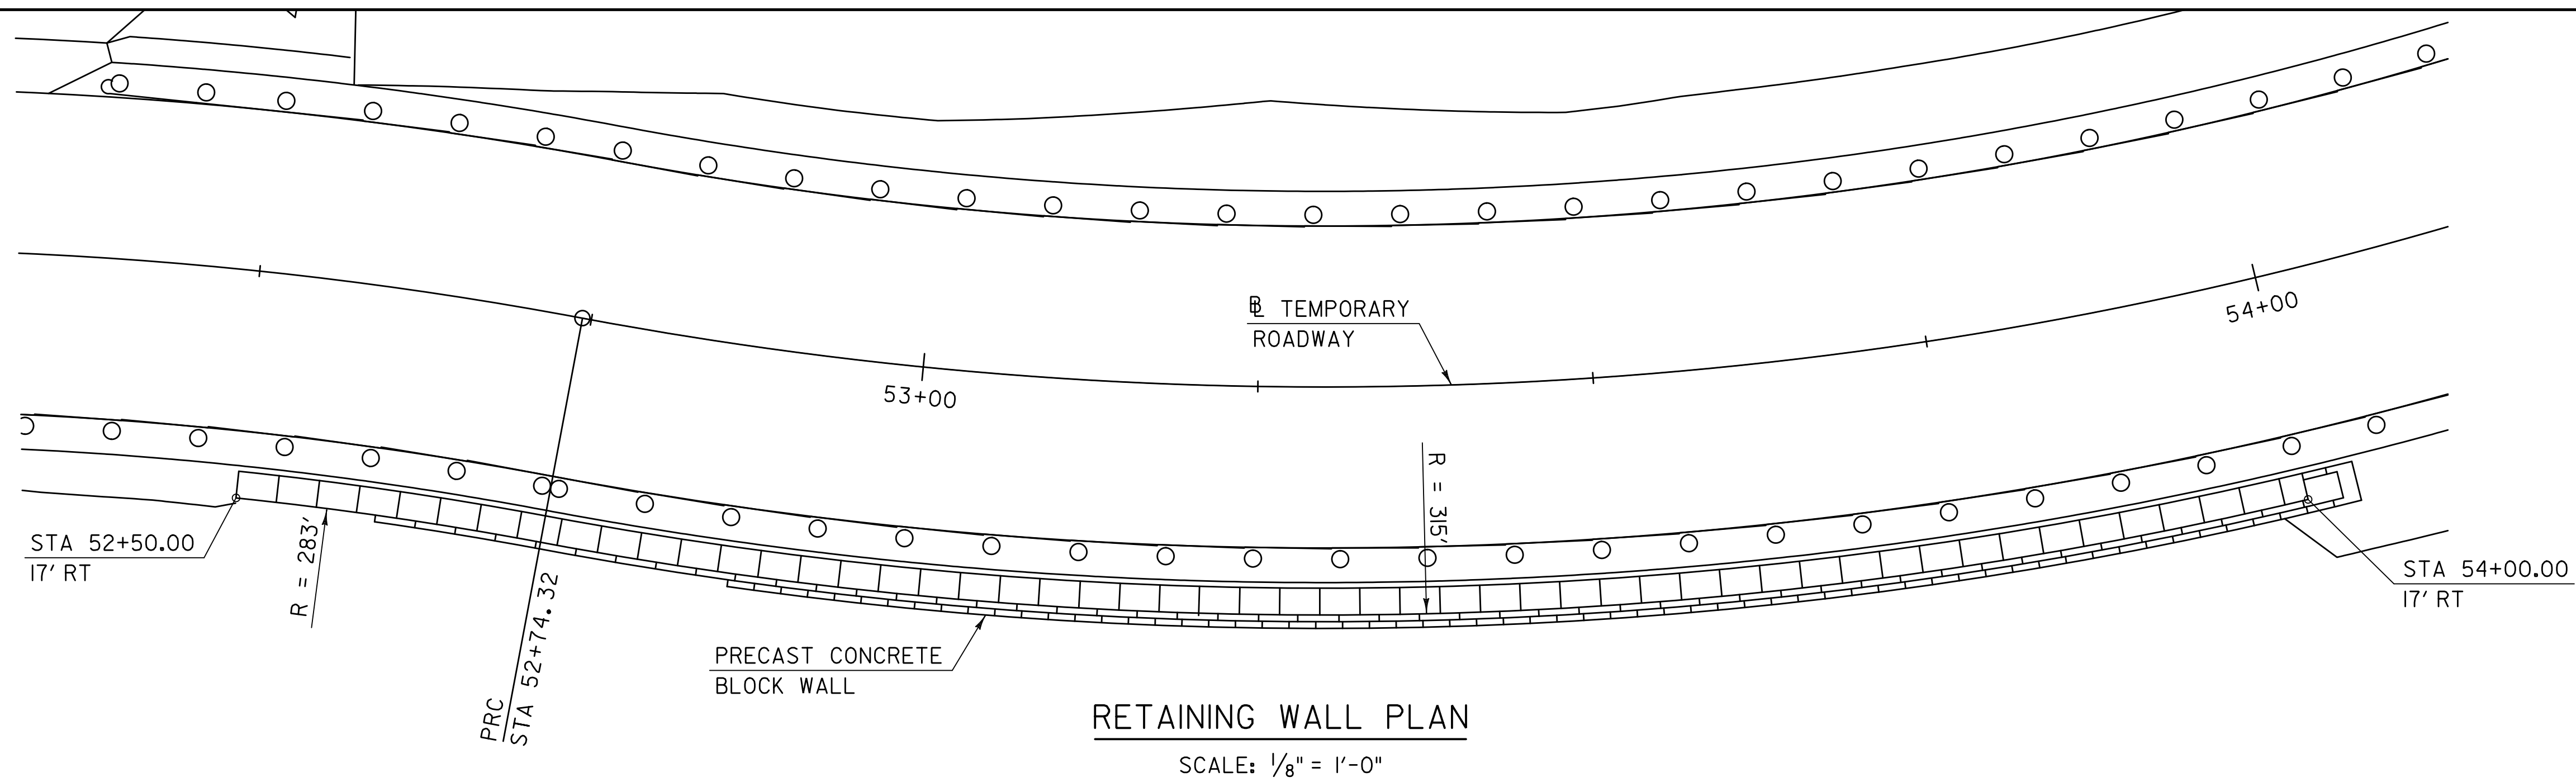 ℄ TEMPORARY
ROADWAY
54+00
53+00
R = 315'
STA 52+50.00
17' RT
R = 283'
PRC
STA 52+74.32
STA 54+00.00
17' RT
PRECAST CONCRETE
BLOCK WALL
RETAINING WALL PLAN
SCALE: 1/8" = 1'-0"